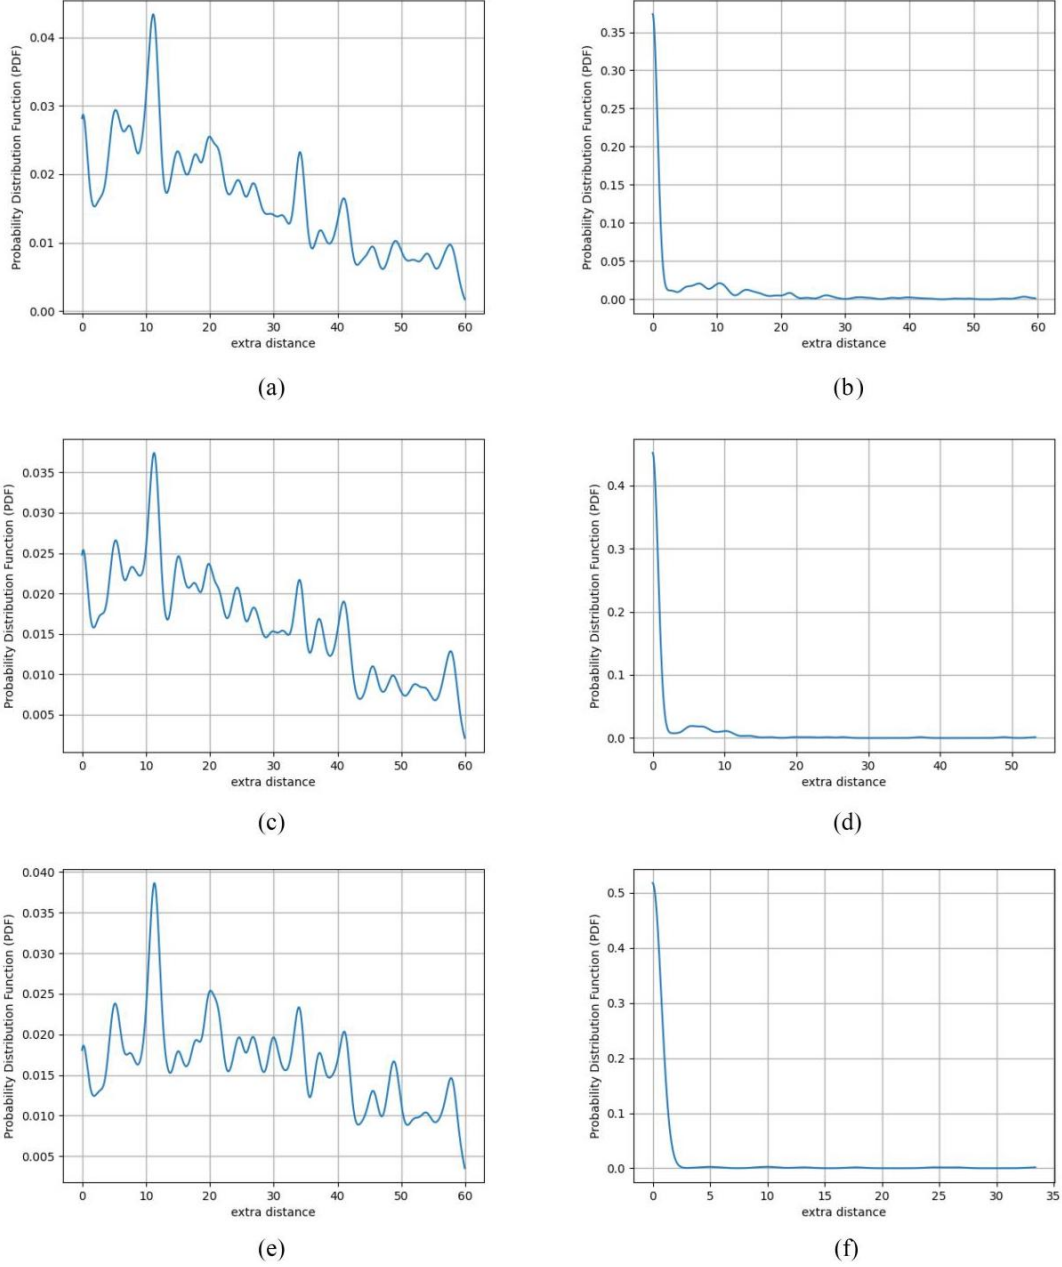 Probability Distribution Function (PDF)
0.04
0.03
0.02
0.01
0.00
0 10 20 30 40 50 60
extra distance
(a)
Probability Distribution Function (PDF)
0.35
0.30
0.25
0.20
0.15
0.10
0.05
0.00
0 10 20 30 40 50 60
extra distance
(b)
Probability Distribution Function (PDF)
0.035
0.030
0.025
0.020
0.015
0.010
0.005
0 10 20 30 40 50 60
extra distance
(c)
Probability Distribution Function (PDF)
0.4
0.3
0.2
0.1
0.0
0 10 20 30 40 50
extra distance
(d)
Probability Distribution Function (PDF)
0.040
0.035
0.030
0.025
0.020
0.015
0.010
0.005
0 10 20 30 40 50 60
extra distance
(e)
Probability Distribution Function (PDF)
0.5
0.4
0.3
0.2
0.1
0.0
0 5 10 15 20 25 30 35
extra distance
(f)